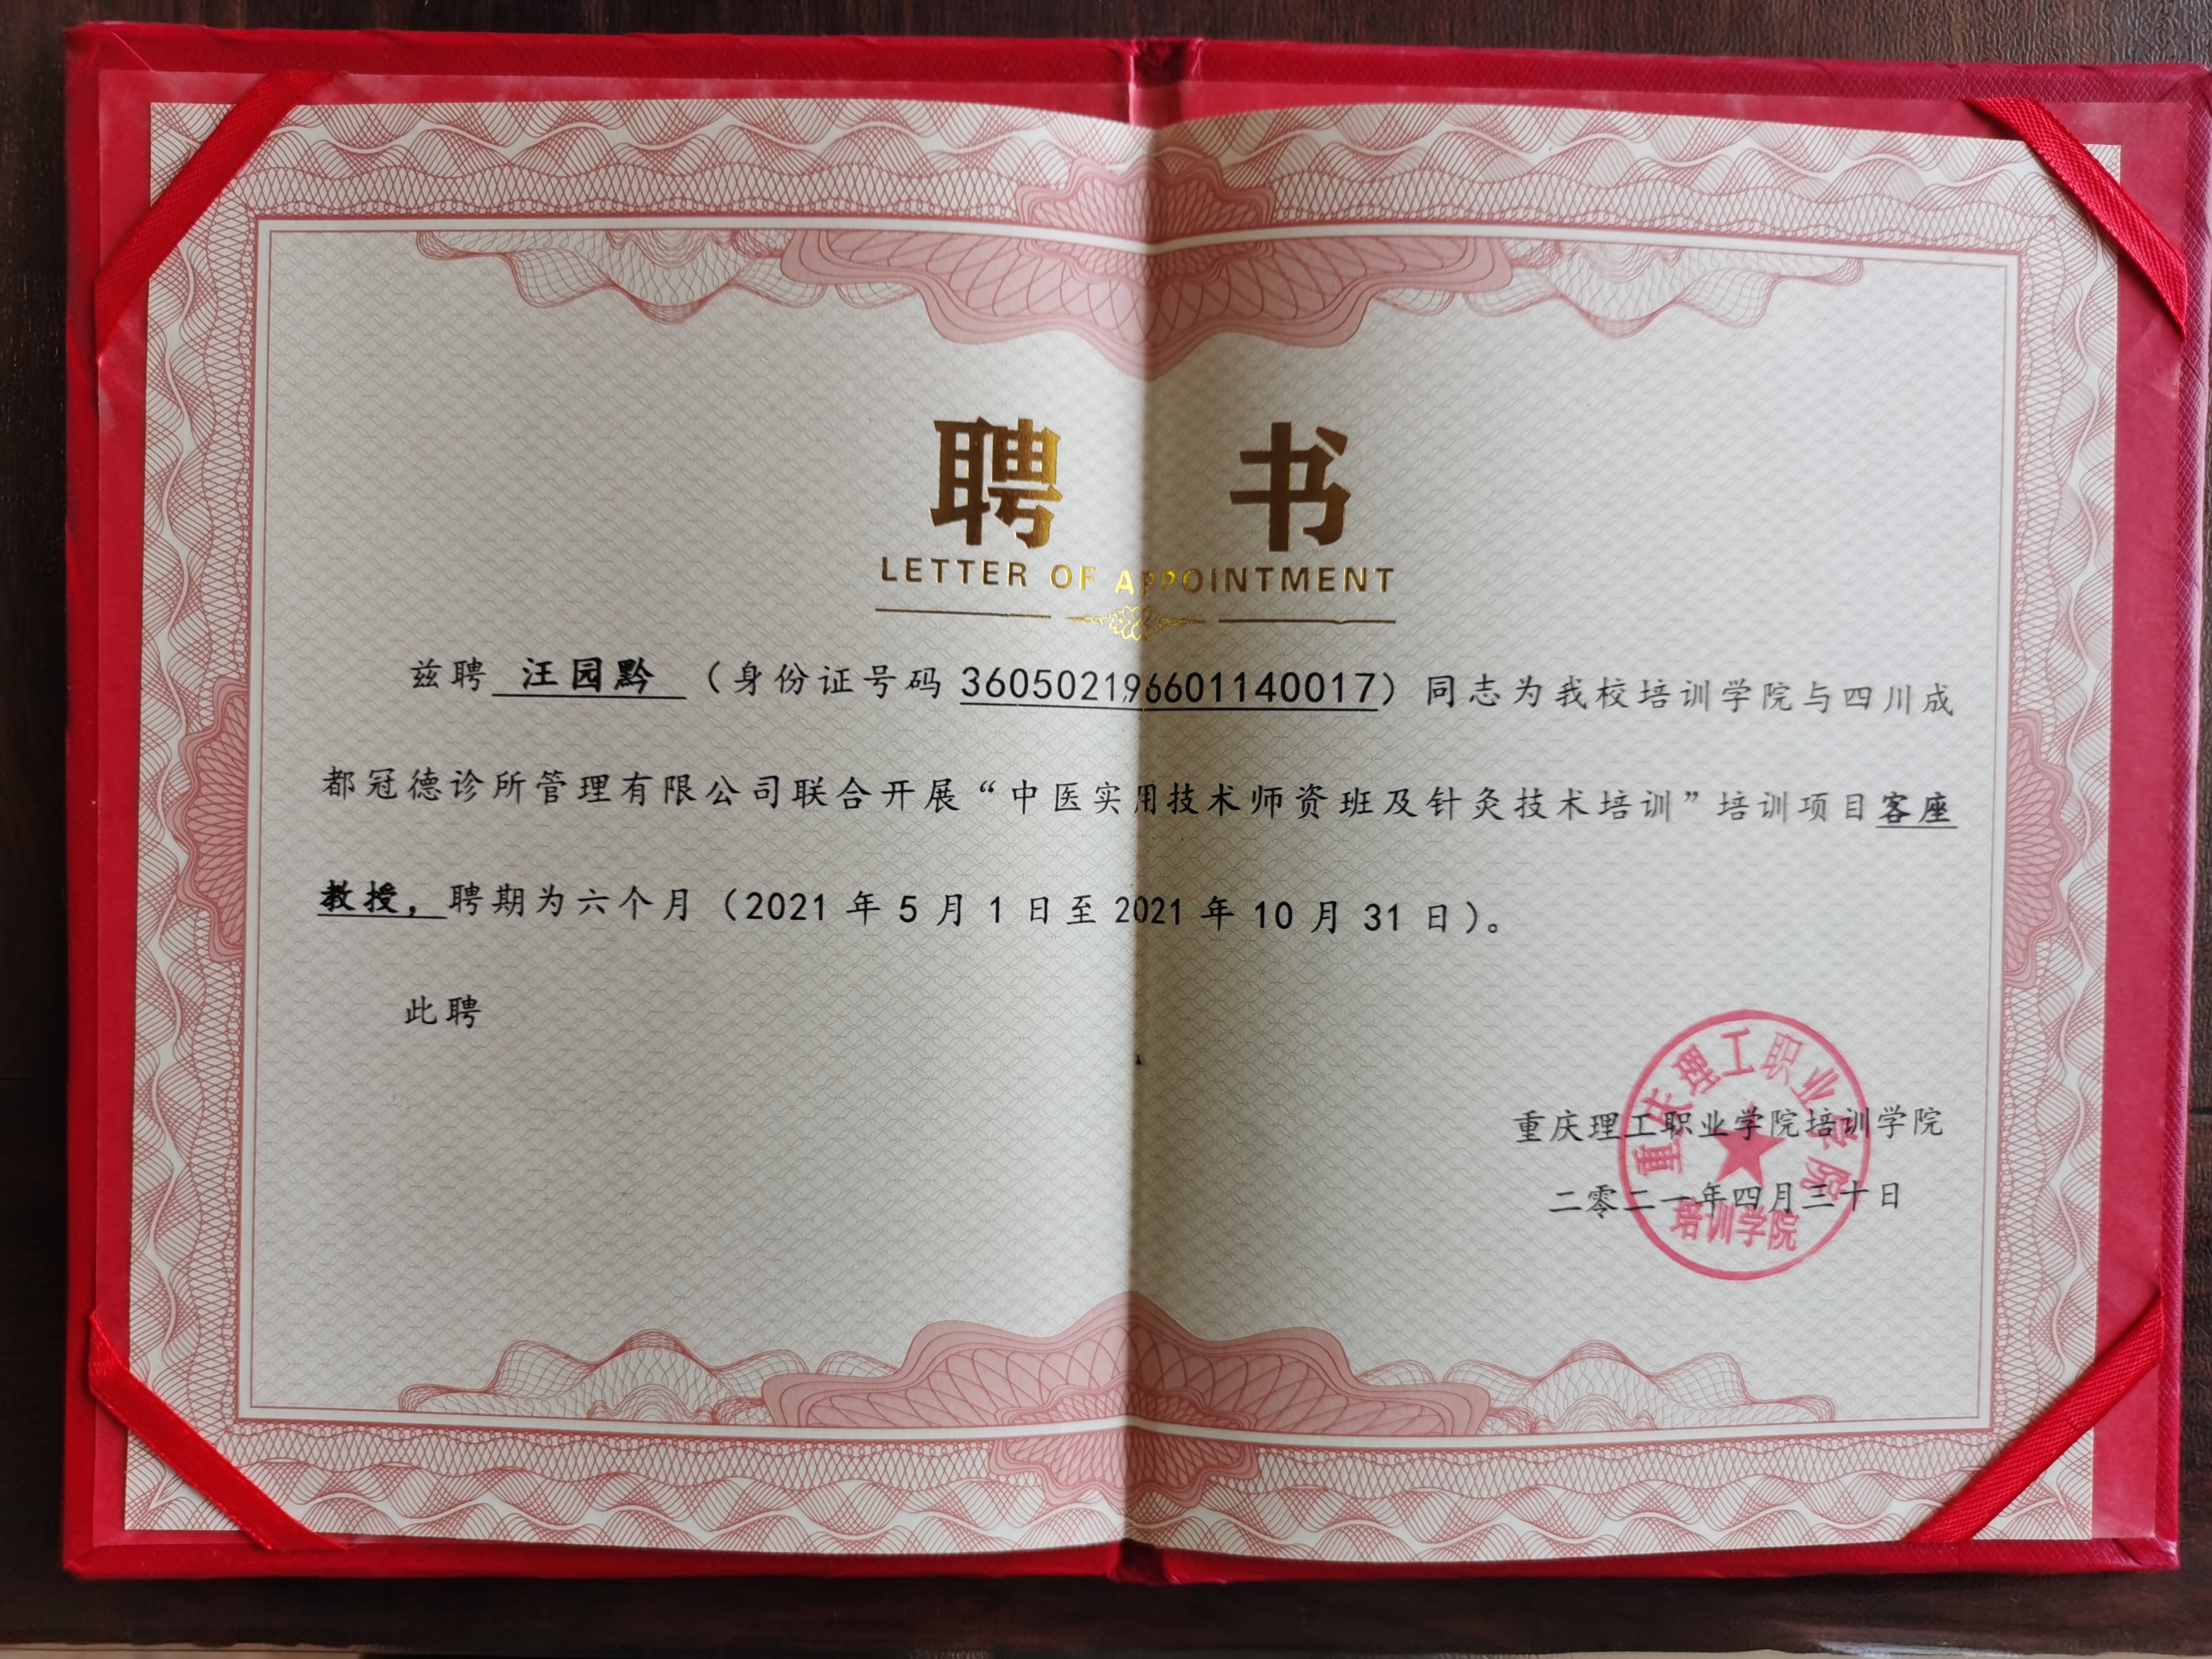 聘 书
LETTER OF APPOINTMENT
兹聘 汪园黔 （身份证号码 360502196601140017）同志为我校培训学院与四川成
都冠德诊所管理有限公司联合开展“中医实用技术师资班及针灸技术培训”培训项目客座
教授，聘期为六个月（2021 年 5 月 1 日至 2021 年 10 月 31 日）。
此聘
重庆理工职业学院培训学院
二零二一年四月三十日
重庆理工职业学院
培训学院